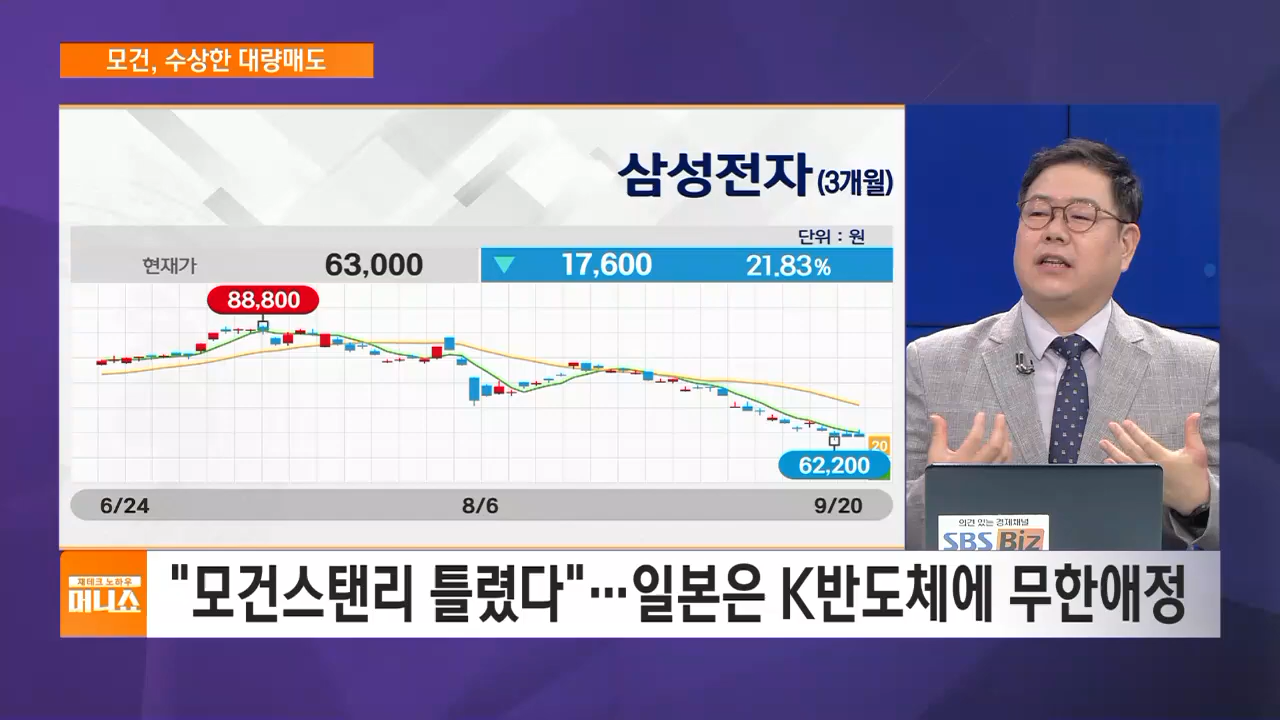 모건, 수상한 대량매도
삼성전자 (3개월)
단위 : 원
현재가 63,000 ▼ 17,600 21.83%
88,800
20
62,200
6/24 8/6 9/20
의견 있는 경제채널
SBS Biz
재테크 노하우
머니쇼
"모건스탠리 틀렸다"···일본은 K반도체에 무한애정